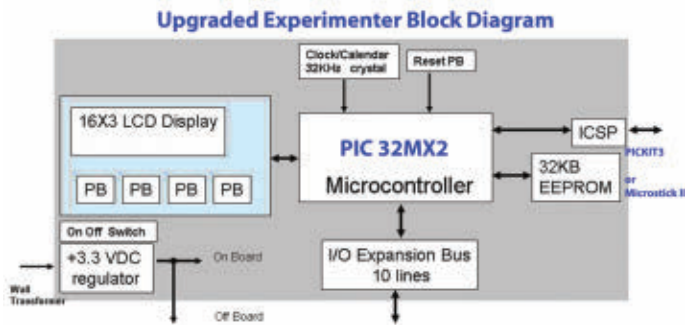 Upgraded Experimenter Block Diagram
Clock/Calendar
32KHz crystal
Reset PB
16X3 LCD Display
PB PB PB PB
PIC 32MX2
Microcontroller
ICSP
PICKIT3
or
Microstick II
32KB
EEPROM
On Off Switch
+3.3 VDC
regulator
On Board
I/O Expansion Bus
10 lines
Wall
Transformer
Off Board